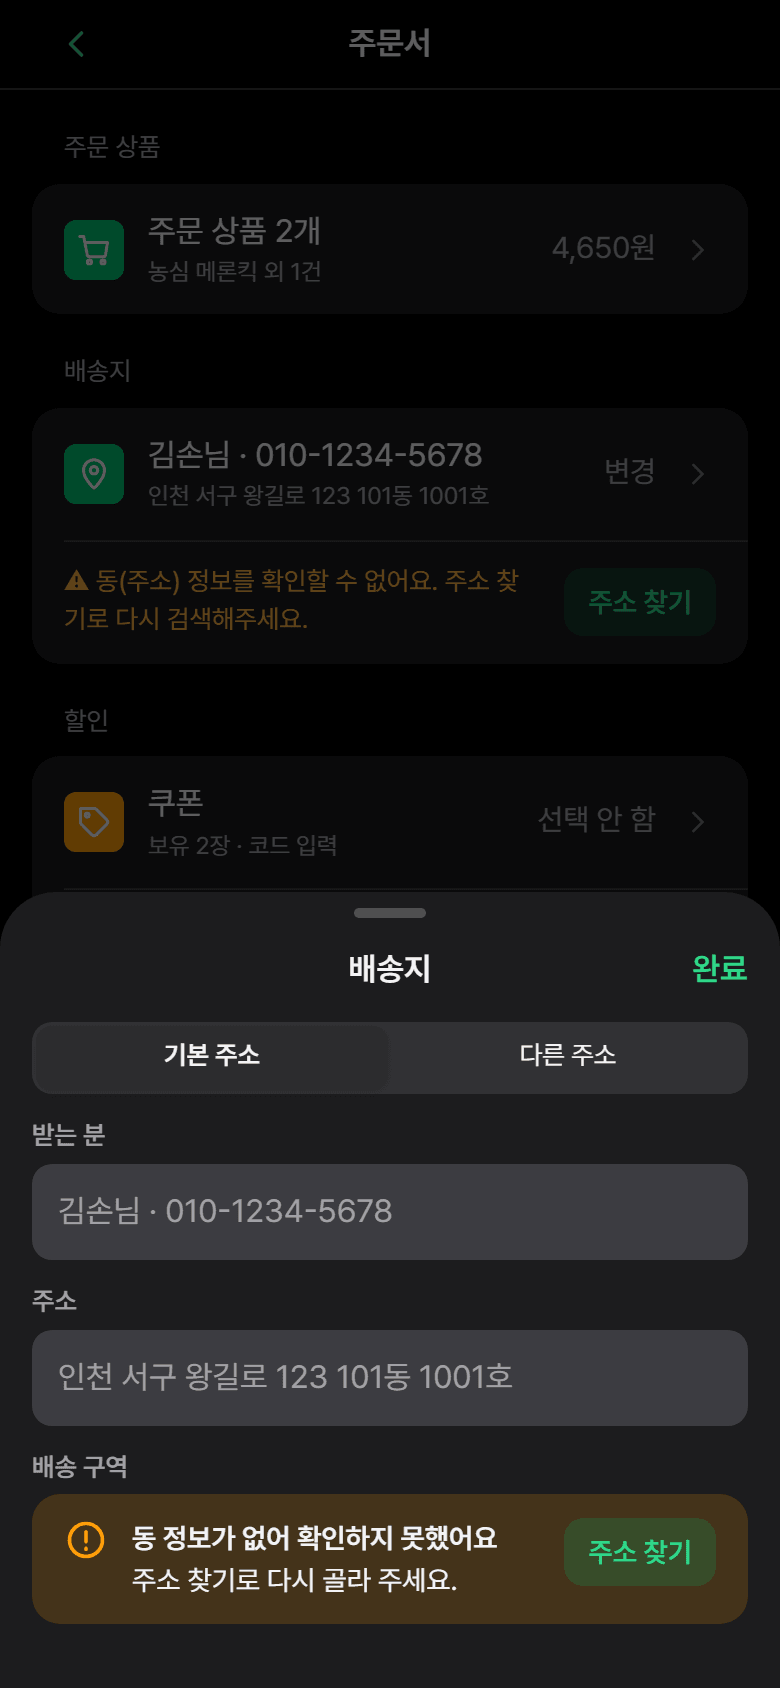 주문서
주문 상품
주문 상품 2개
농심 메론킥 외 1건
4,650원
배송지
김손님 · 010-1234-5678
인천 서구 왕길로 123 101동 1001호
변경
동(주소) 정보를 확인할 수 없어요. 주소 찾
기로 다시 검색해주세요.
주소 찾기
할인
쿠폰
보유 2장 · 코드 입력
선택 안 함
배송지
완료
기본 주소
다른 주소
받는 분
김손님 · 010-1234-5678
주소
인천 서구 왕길로 123 101동 1001호
배송 구역
동 정보가 없어 확인하지 못했어요
주소 찾기로 다시 골라 주세요.
주소 찾기